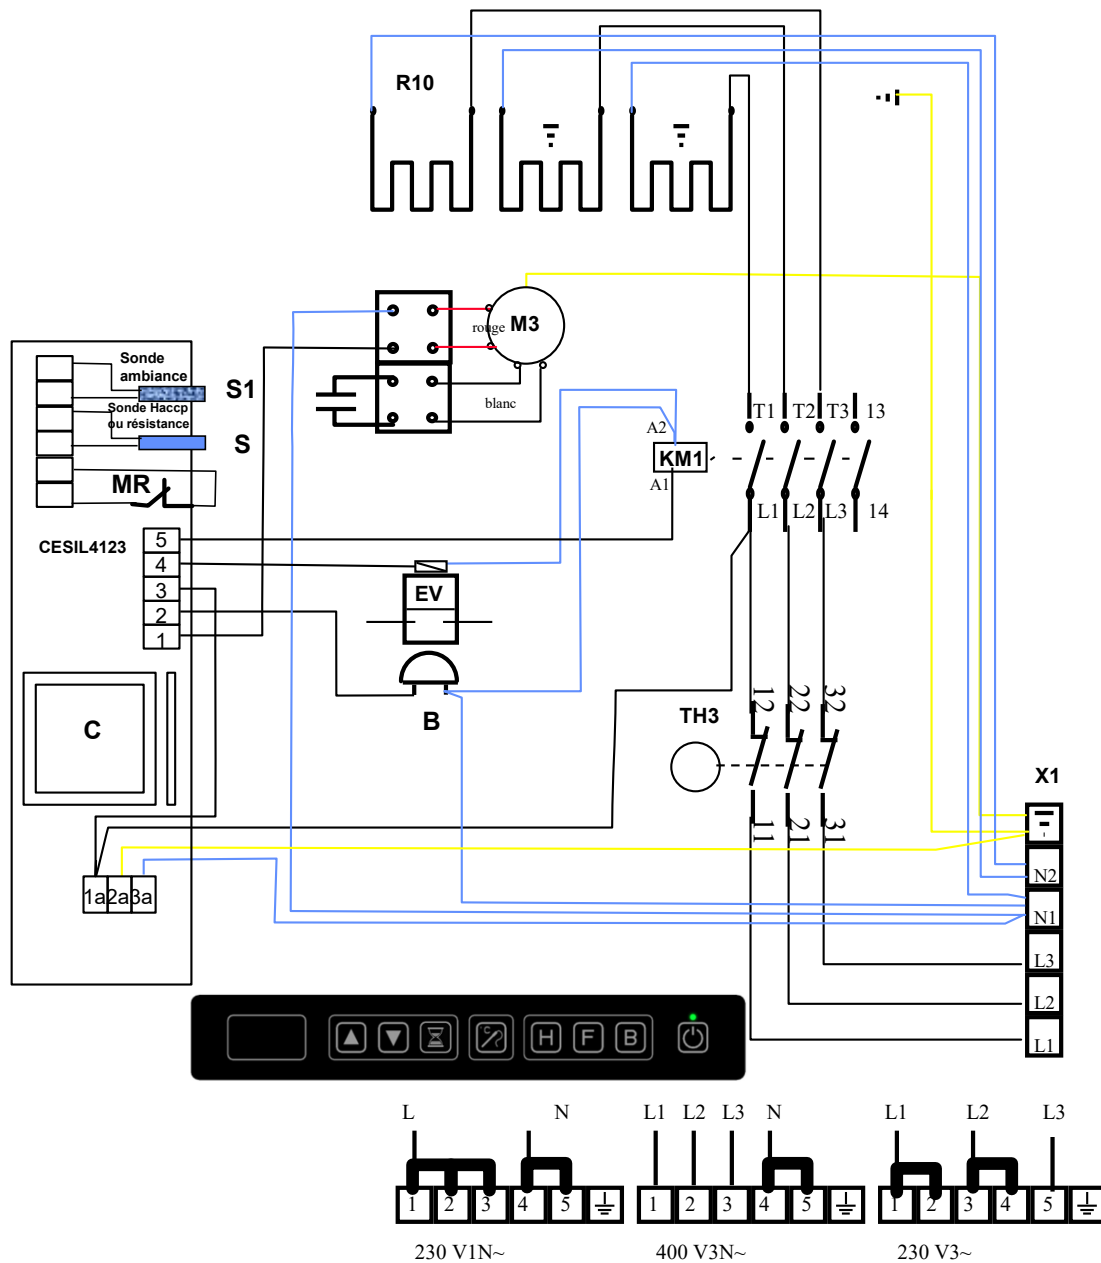 R10
M3
rouge
blanc
Sonde
ambiance
S1
Sonde Haccp
ou résistance
S
MR
CESIL4123
5
4
3
2
1
A2
KM1
A1
T1 T2 T3 13
L1 L2 L3 14
EV
B
C
TH3
12 22 32
11 21 31
X1
N2
N1
L3
L2
L1
1a 2a 3a
C
H F B
L N
1 2 3 4 5
230 V1N~
L1 L2 L3 N
1 2 3 4 5
400 V3N~
L1 L2 L3
1 2 3 4 5
230 V3~